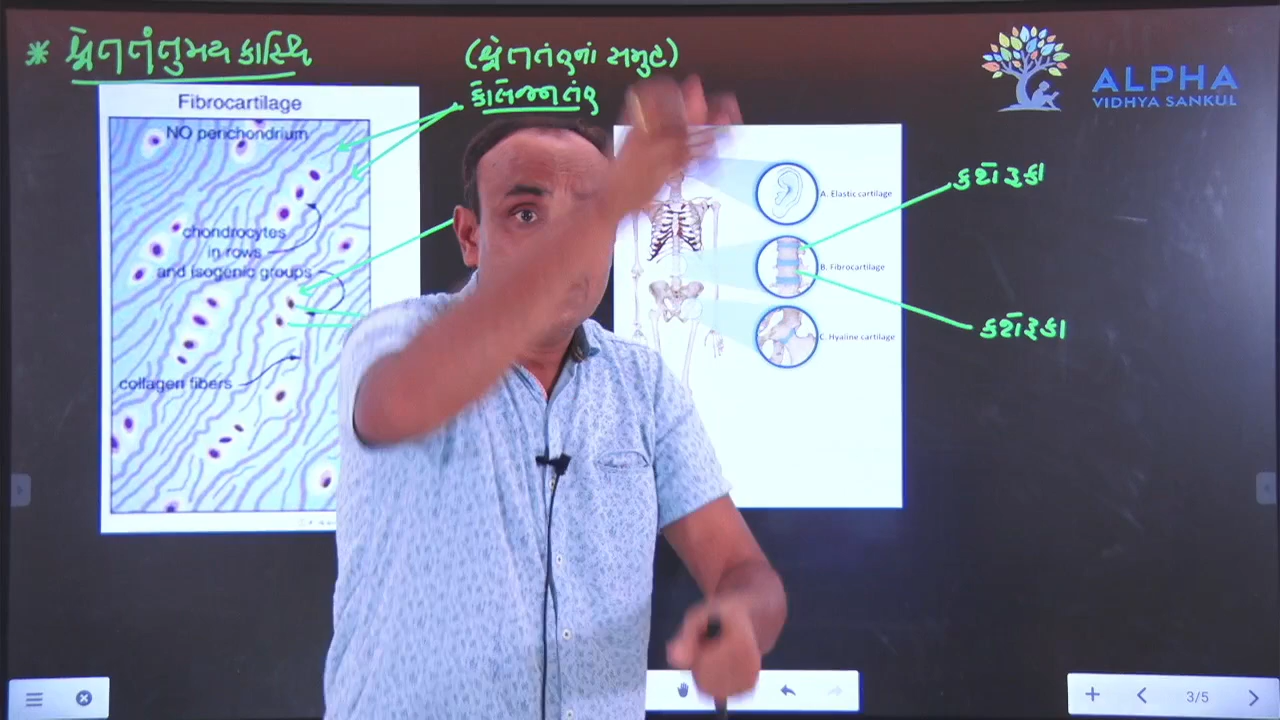 * શ્વેતતંતુમય કાસ્થિ
(શ્વેતતંતુનાં સમુહ)
કોલેજન તંતુ
Fibrocartilage
NO perichondrium
chondrocytes
in rows
and isogenic groups
collagen fibers
A. Elastic cartilage
B. Fibrocartilage
C. Hyaline cartilage
કશેરૂકા
કશેરૂકા
ALPHA
VIDHYA SANKUL
3/5